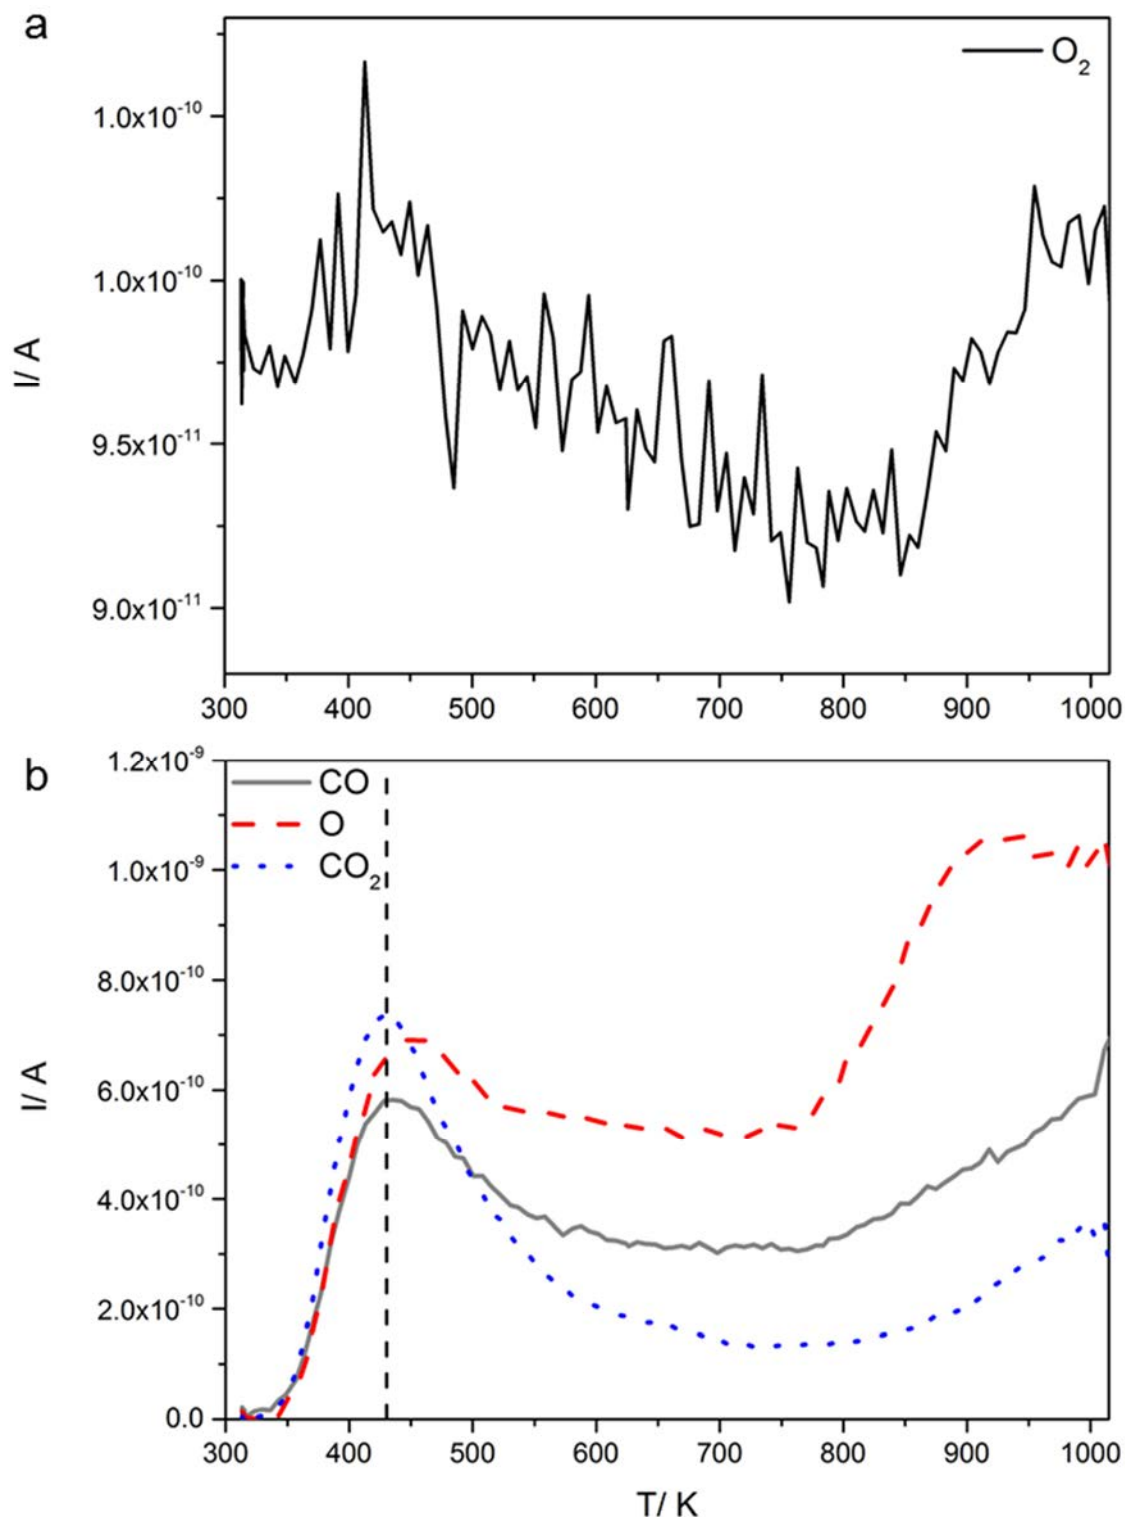 a
O₂
1.0x10⁻¹⁰
1.0x10⁻¹⁰
I/ A
9.5x10⁻¹¹
9.0x10⁻¹¹
300 400 500 600 700 800 900 1000
b
1.2x10⁻⁹
CO
O
CO₂
1.0x10⁻⁹
8.0x10⁻¹⁰
I/ A
6.0x10⁻¹⁰
4.0x10⁻¹⁰
2.0x10⁻¹⁰
0.0
300 400 500 600 700 800 900 1000
T/ K